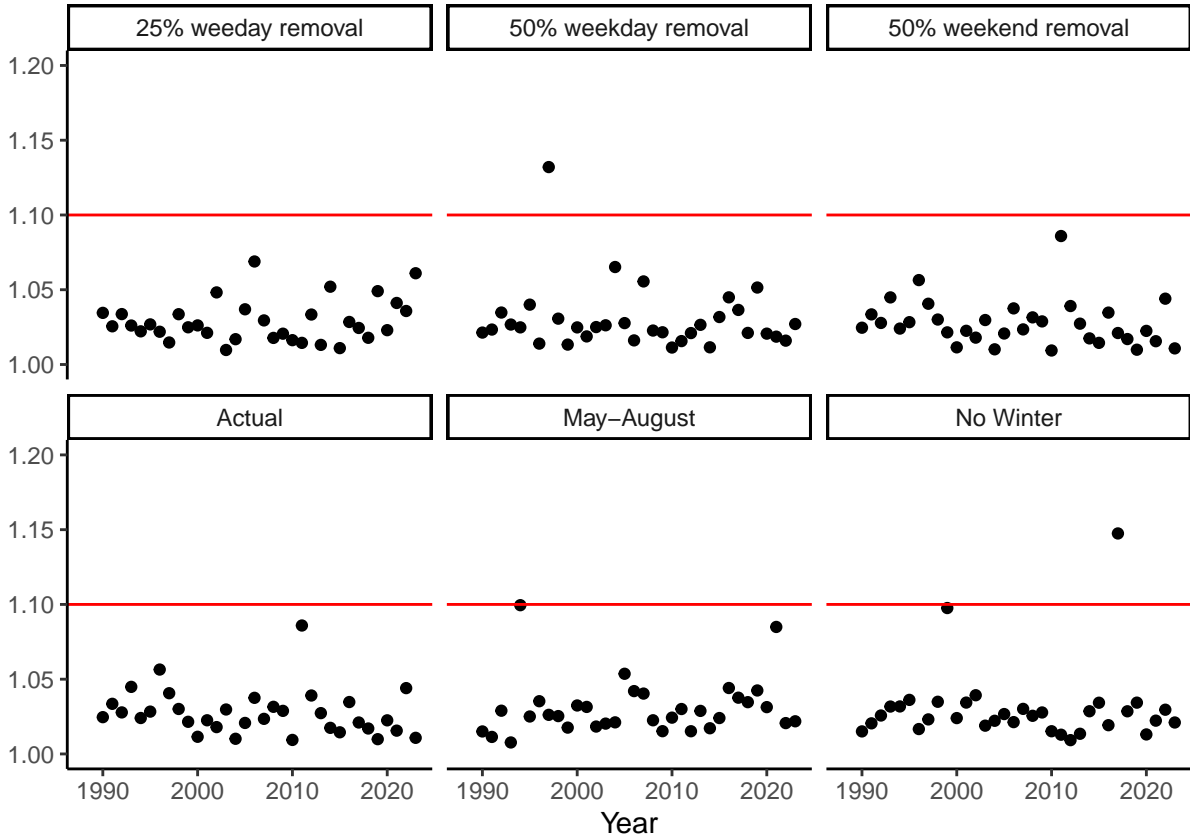 25% weeday removal
50% weekday removal
50% weekend removal
1.20
1.15
1.10
1.05
1.00
Actual
May−August
No Winter
1.20
1.15
1.10
1.05
1.00
1990 2000 2010 2020
1990 2000 2010 2020
1990 2000 2010 2020
Year